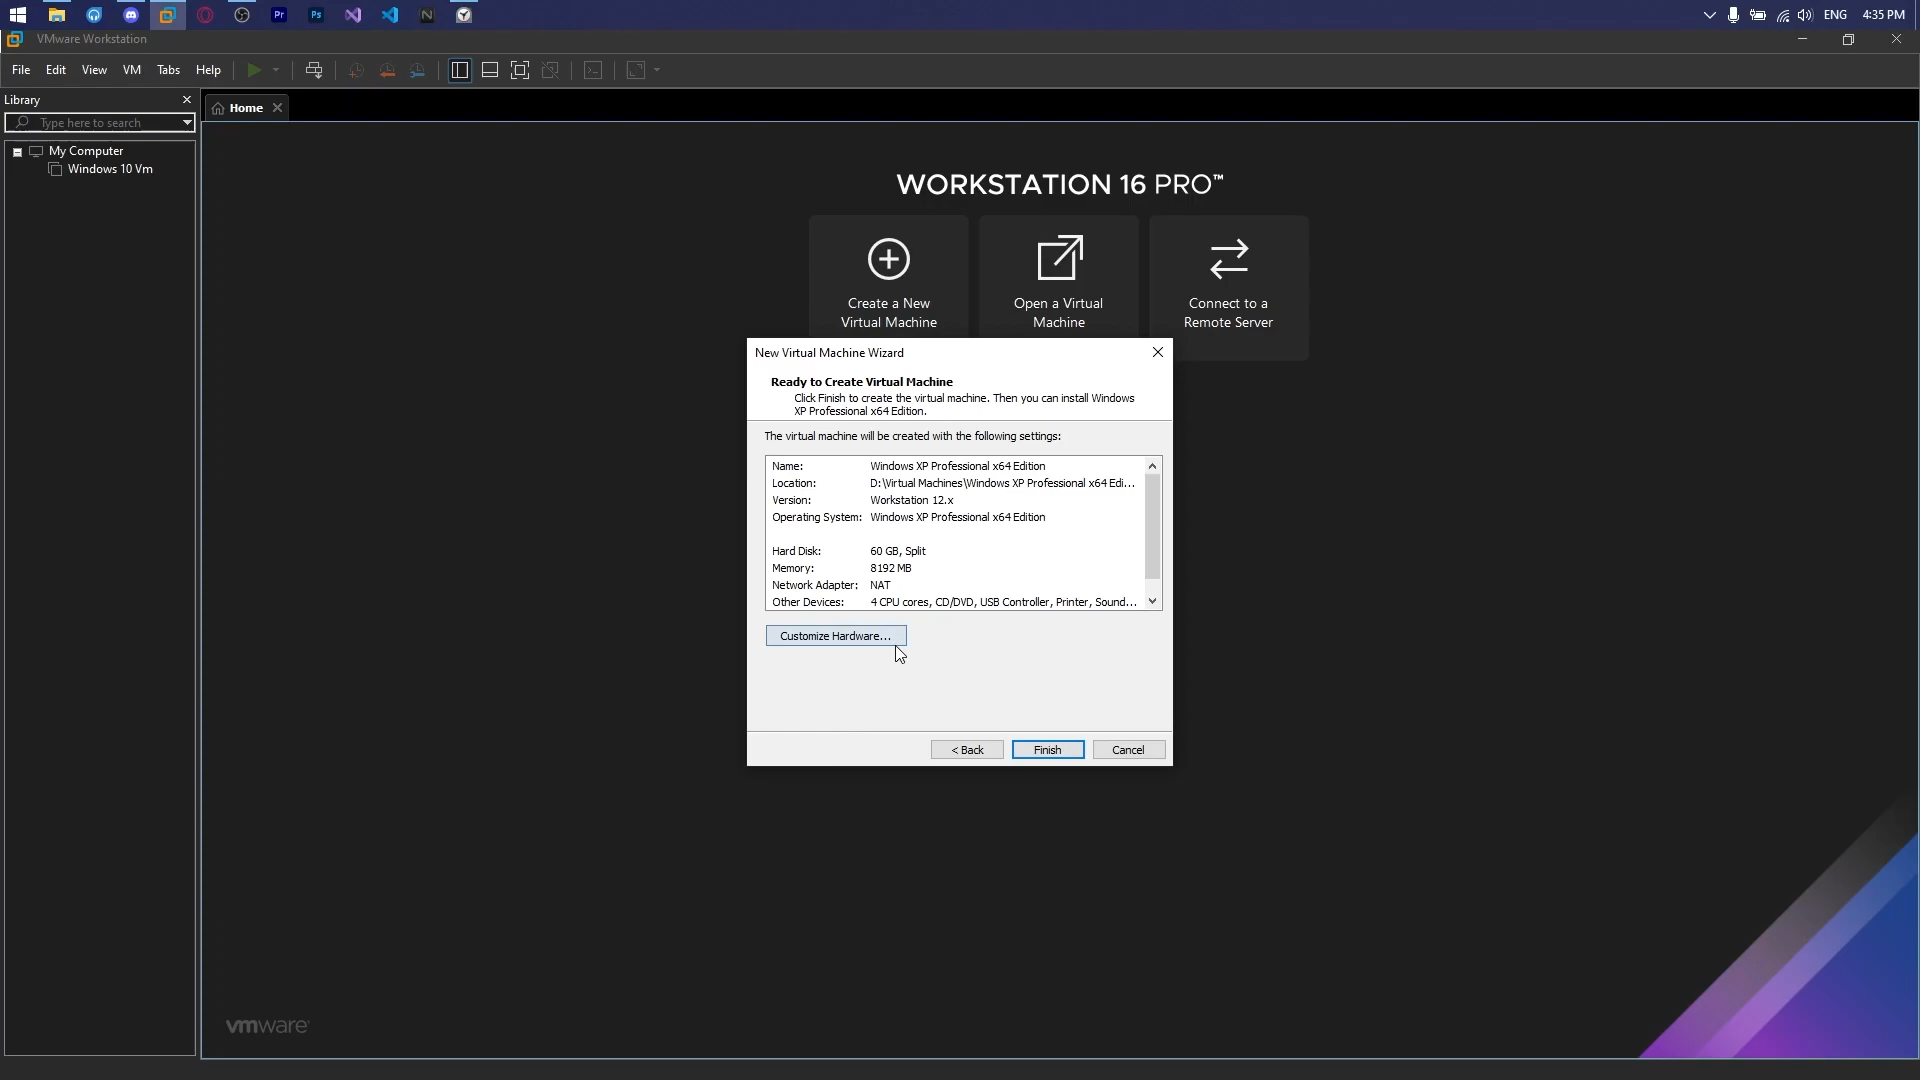 ENG
4:35 PM
VMware Workstation
File Edit View VM Tabs Help
Library
Home
Type here to search
My Computer
Windows 10 Vm
WORKSTATION 16 PRO™
Create a New
Virtual Machine
Open a Virtual
Machine
Connect to a
Remote Server
New Virtual Machine Wizard
Ready to Create Virtual Machine
Click Finish to create the virtual machine. Then you can install Windows
XP Professional x64 Edition.
The virtual machine will be created with the following settings:
Name: Windows XP Professional x64 Edition
Location: D:\Virtual Machines\Windows XP Professional x64 Edi...
Version: Workstation 12.x
Operating System: Windows XP Professional x64 Edition
Hard Disk: 60 GB, Split
Memory: 8192 MB
Network Adapter: NAT
Other Devices: 4 CPU cores, CD/DVD, USB Controller, Printer, Sound...
Customize Hardware...
< Back
Finish
Cancel
vmware
Pr
Ps
N